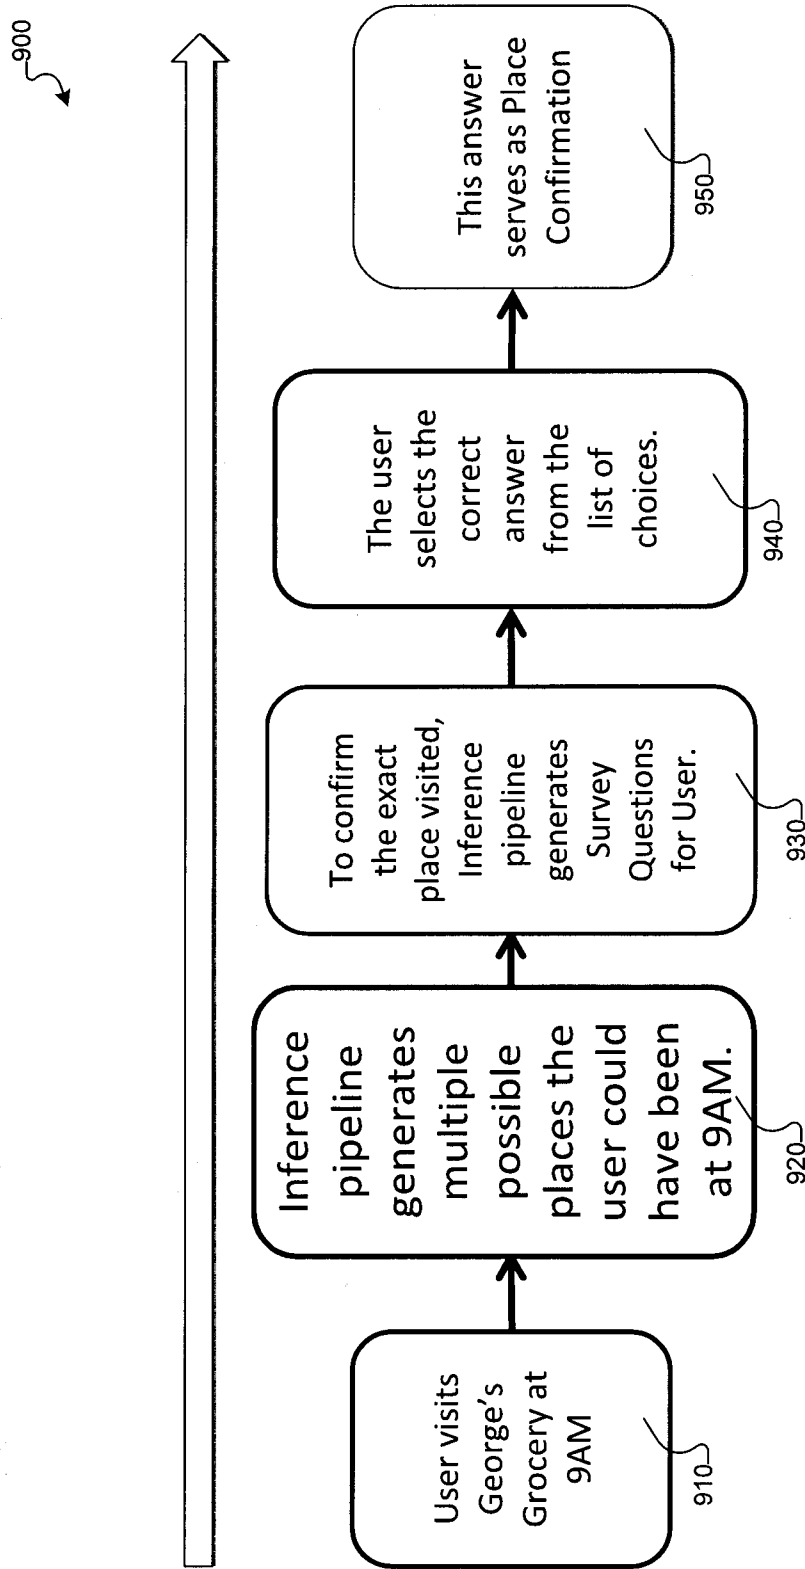 900
User visits
George's
Grocery at
9AM
910
Inference
pipeline
generates
multiple
possible
places the
user could
have been
at 9AM.
920
To confirm
the exact
place visited,
Inference
pipeline
generates
Survey
Questions
for User.
930
The user
selects the
correct
answer
from the
list of
choices.
940
This answer
serves as Place
Confirmation
950